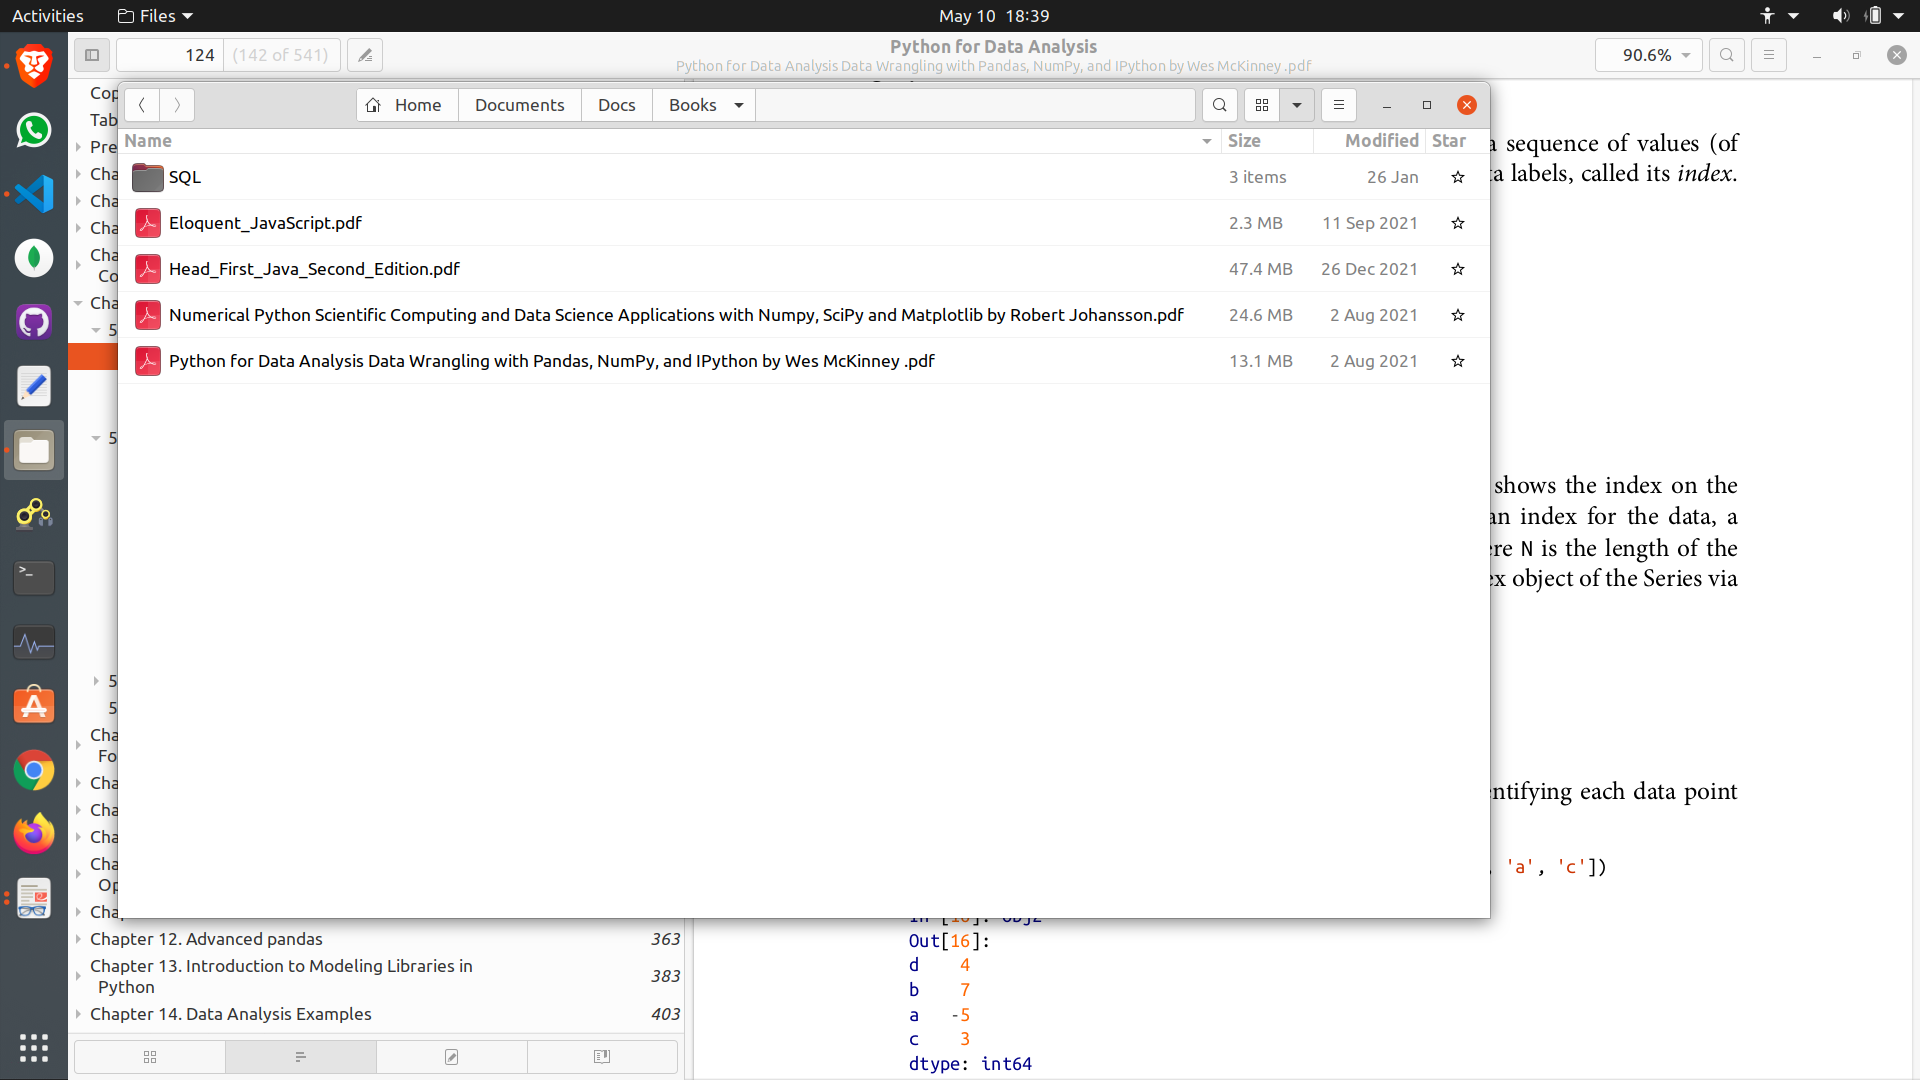 Activities
Files
May 10 18:39
124
(142 of 541)
Python for Data Analysis
Python for Data Analysis Data Wrangling with Pandas, NumPy, and IPython by Wes McKinney .pdf
90.6%
Home
Documents
Docs
Books
Name
Size
Modified
Star
SQL
3 items
26 Jan
Eloquent_JavaScript.pdf
2.3 MB
11 Sep 2021
Head_First_Java_Second_Edition.pdf
47.4 MB
26 Dec 2021
Numerical Python Scientific Computing and Data Science Applications with Numpy, SciPy and Matplotlib by Robert Johansson.pdf
24.6 MB
2 Aug 2021
Python for Data Analysis Data Wrangling with Pandas, NumPy, and IPython by Wes McKinney .pdf
13.1 MB
2 Aug 2021
Cop
Tab
Pre
Cha
Cha
Cha
Cha
Co
Cha
5
5
5
5
Cha
Fo
Cha
Cha
Cha
Cha
Op
Cha
Chapter 12. Advanced pandas 363
Chapter 13. Introduction to Modeling Libraries in
Python 383
Chapter 14. Data Analysis Examples 403
a sequence of values (of
ta labels, called its index.
shows the index on the
an index for the data, a
ere N is the length of the
ex object of the Series via
entifying each data point
, 'a', 'c'])
In [16]: obj2
Out[16]:
d 4
b 7
a -5
c 3
dtype: int64